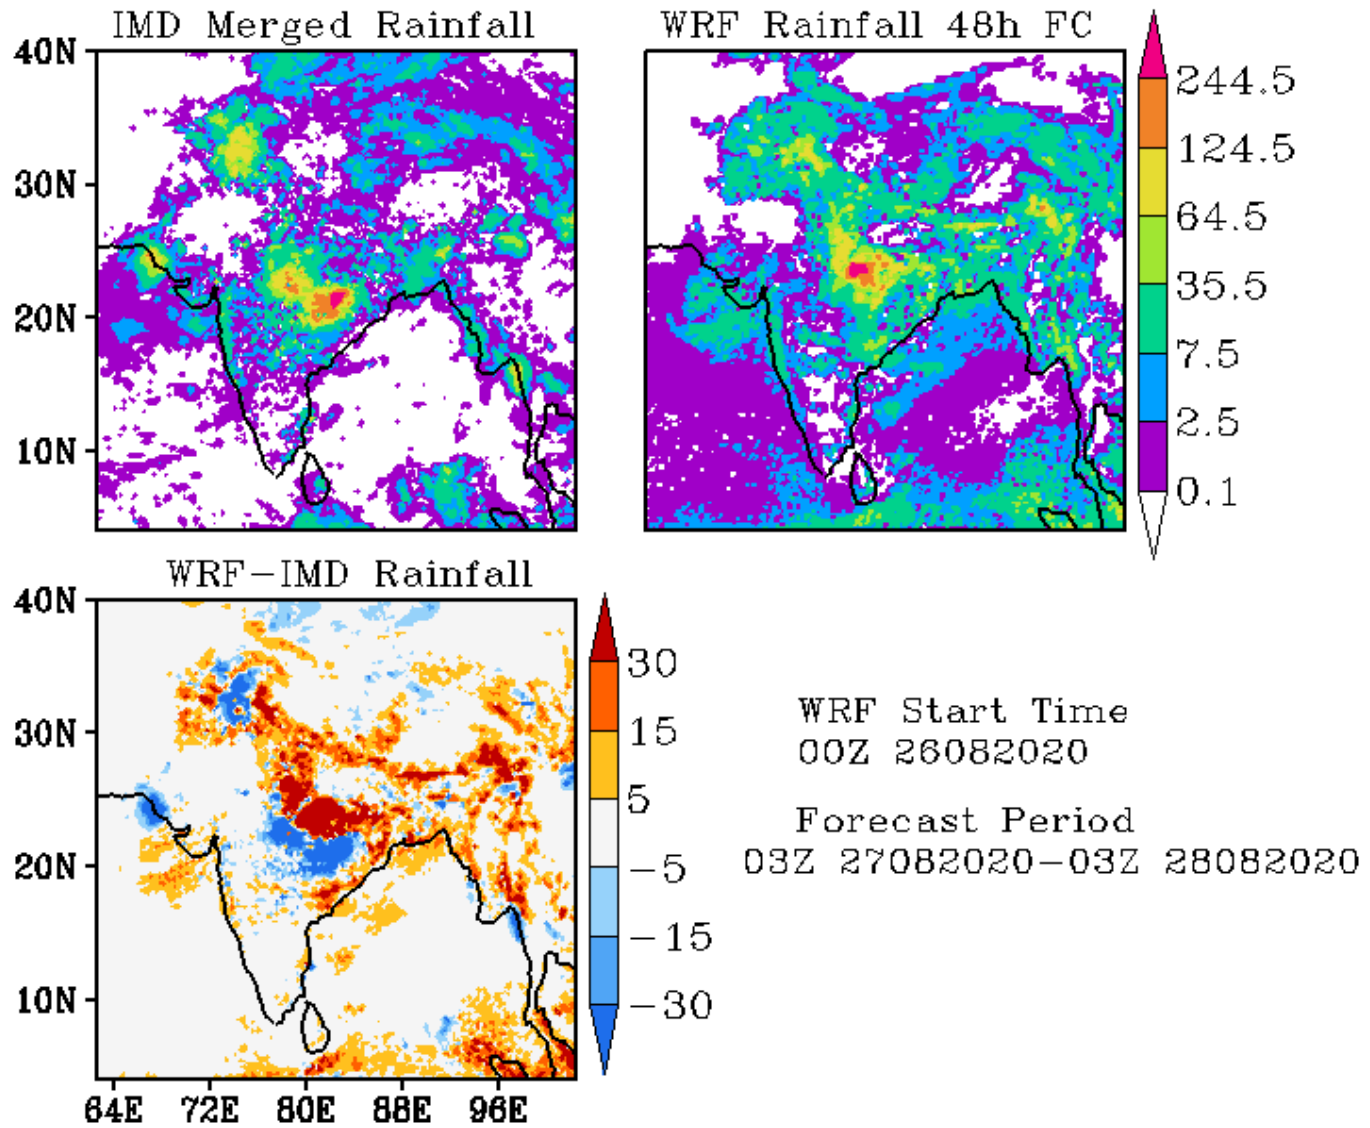 IMD Merged Rainfall
WRF Rainfall 48h FC
40N
30N
20N
10N
244.5
124.5
64.5
35.5
7.5
2.5
0.1
WRF-IMD Rainfall
40N
30N
20N
10N
64E 72E 80E 88E 96E
30
15
5
-5
-15
-30
WRF Start Time
00Z 26082020
Forecast Period
03Z 27082020-03Z 28082020